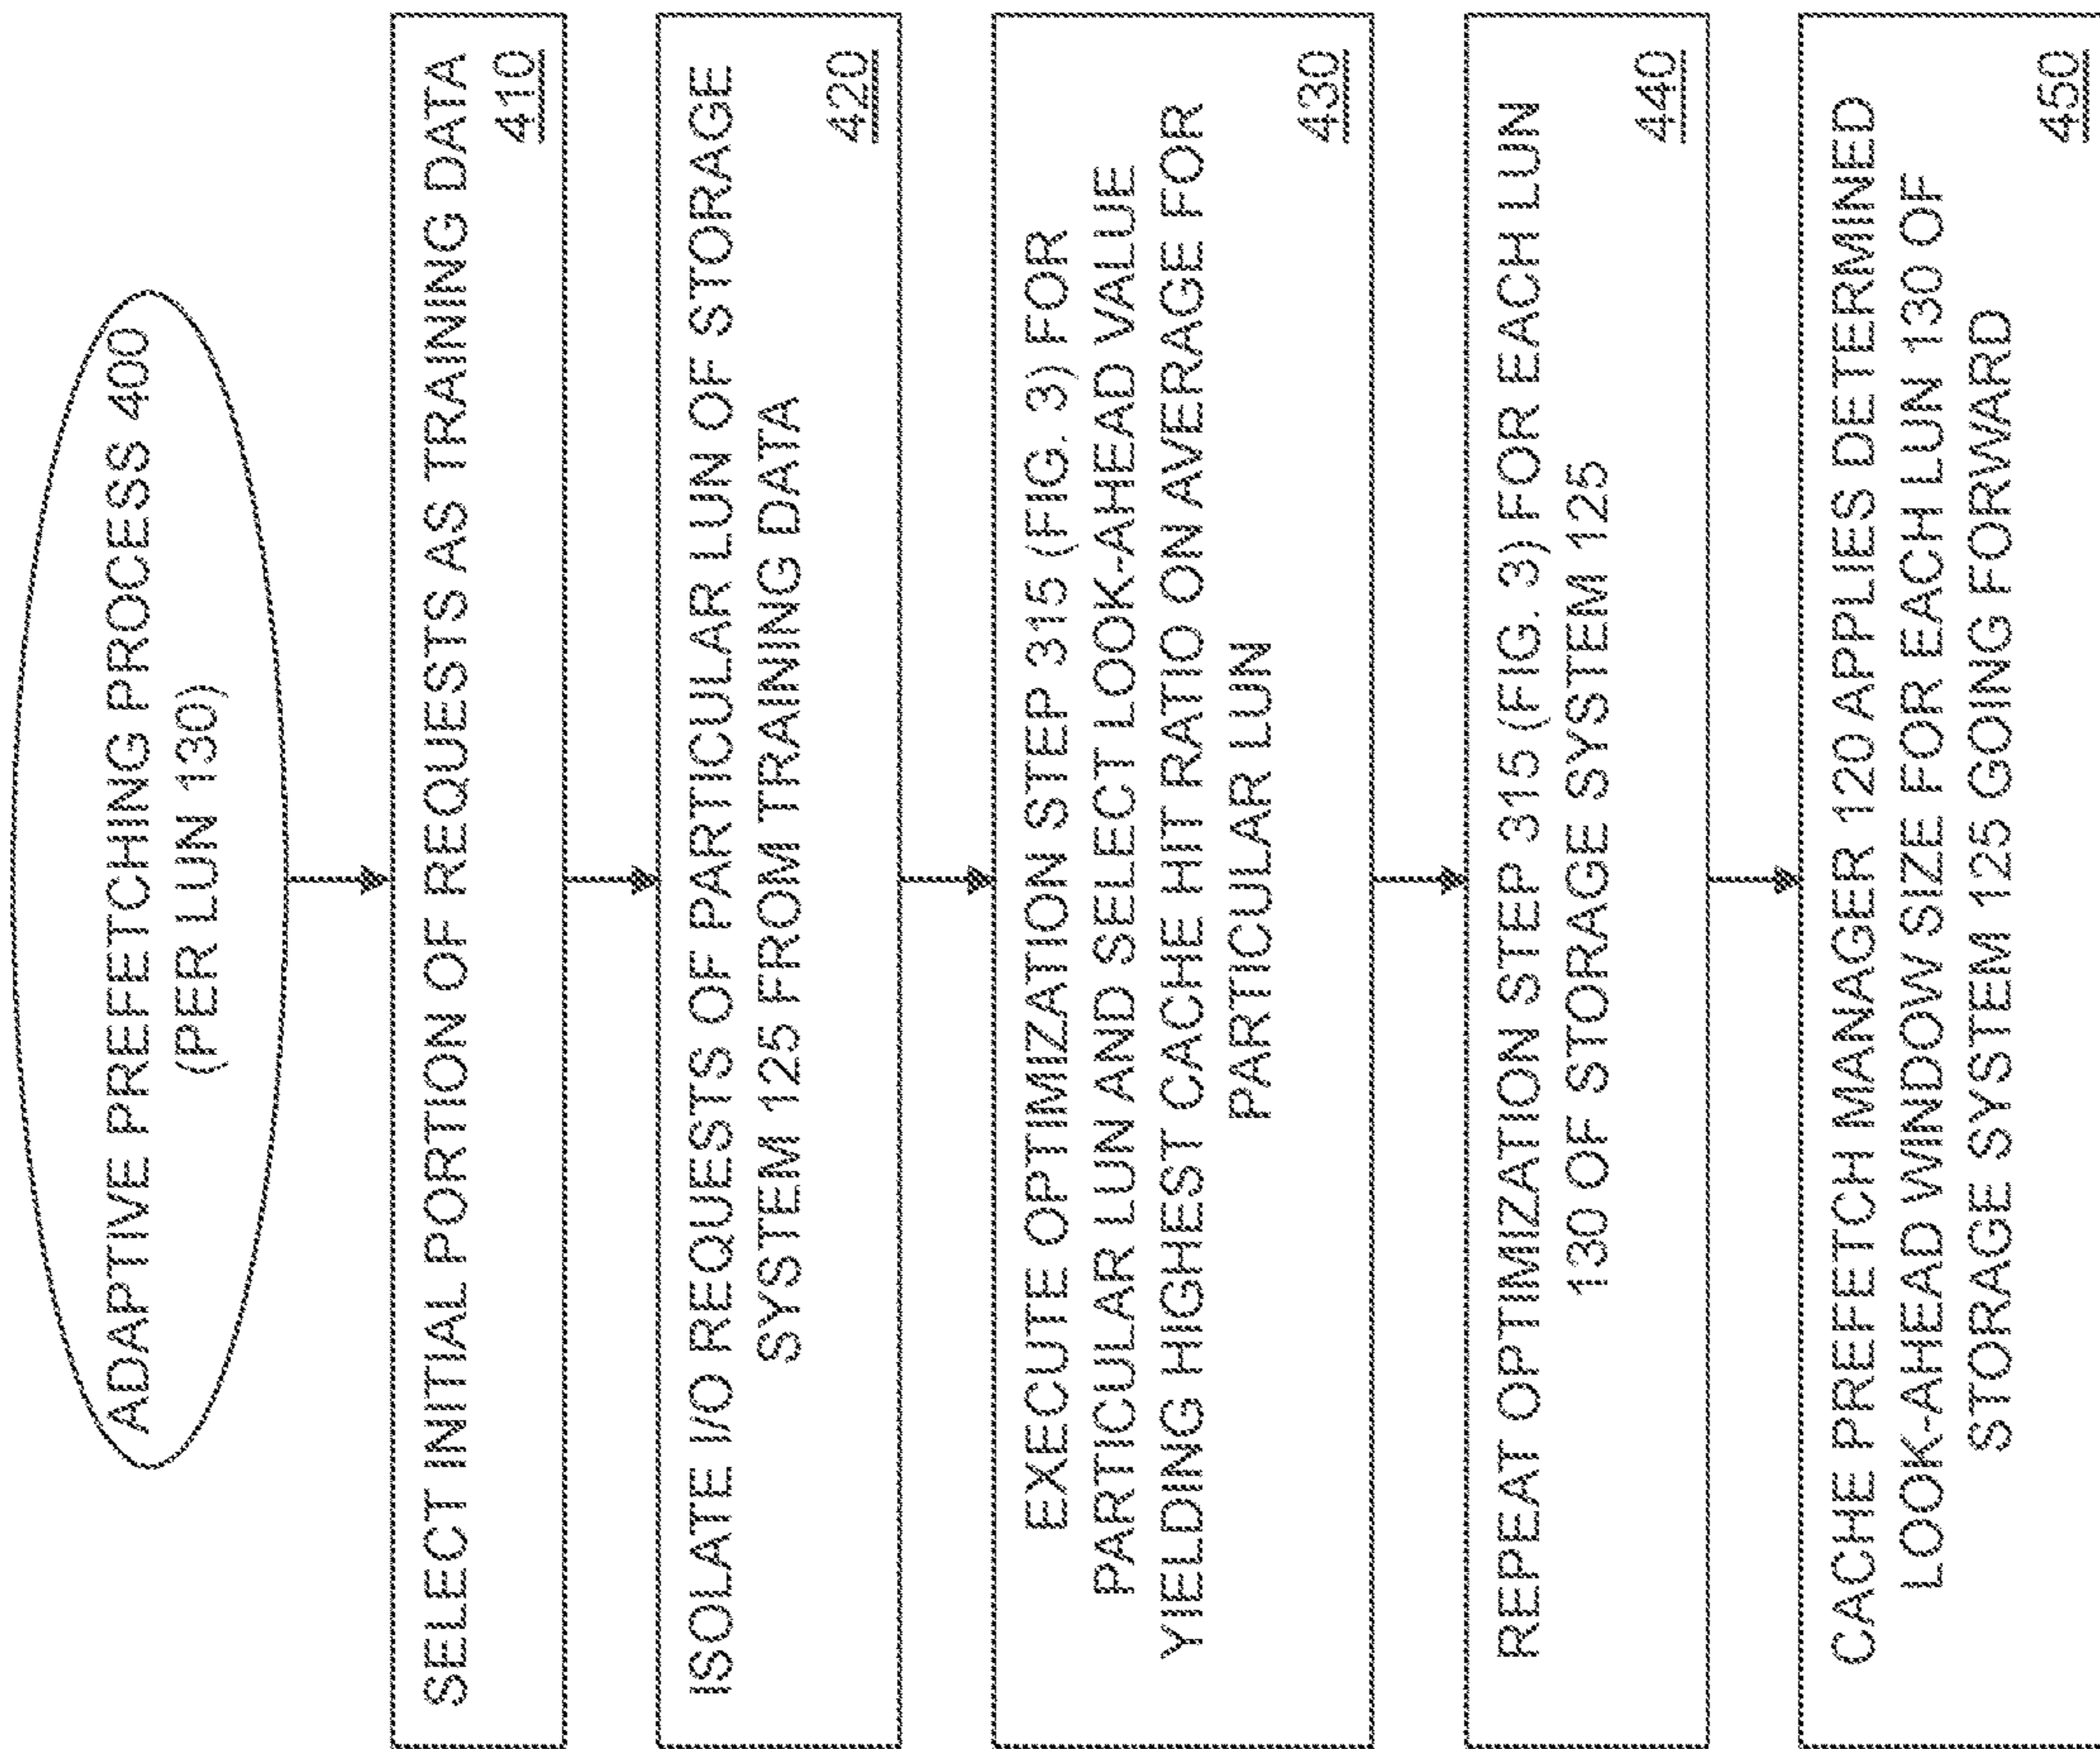 ADAPTIVE PREFETCHING PROCESS 400
(PER LUN 130)
SELECT INITIAL PORTION OF REQUESTS AS TRAINING DATA
410
ISOLATE I/O REQUESTS OF PARTICULAR LUN OF STORAGE
SYSTEM 125 FROM TRAINING DATA
420
EXECUTE OPTIMIZATION STEP 315 (FIG. 3) FOR
PARTICULAR LUN AND SELECT LOOK-AHEAD VALUE
YIELDING HIGHEST CACHE HIT RATIO ON AVERAGE FOR
PARTICULAR LUN
430
REPEAT OPTIMIZATION STEP 315 (FIG. 3) FOR EACH LUN
130 OF STORAGE SYSTEM 125
440
CACHE PREFETCH MANAGER 120 APPLIES DETERMINED
LOOK-AHEAD WINDOW SIZE FOR EACH LUN 130 OF
STORAGE SYSTEM 125 GOING FORWARD
450